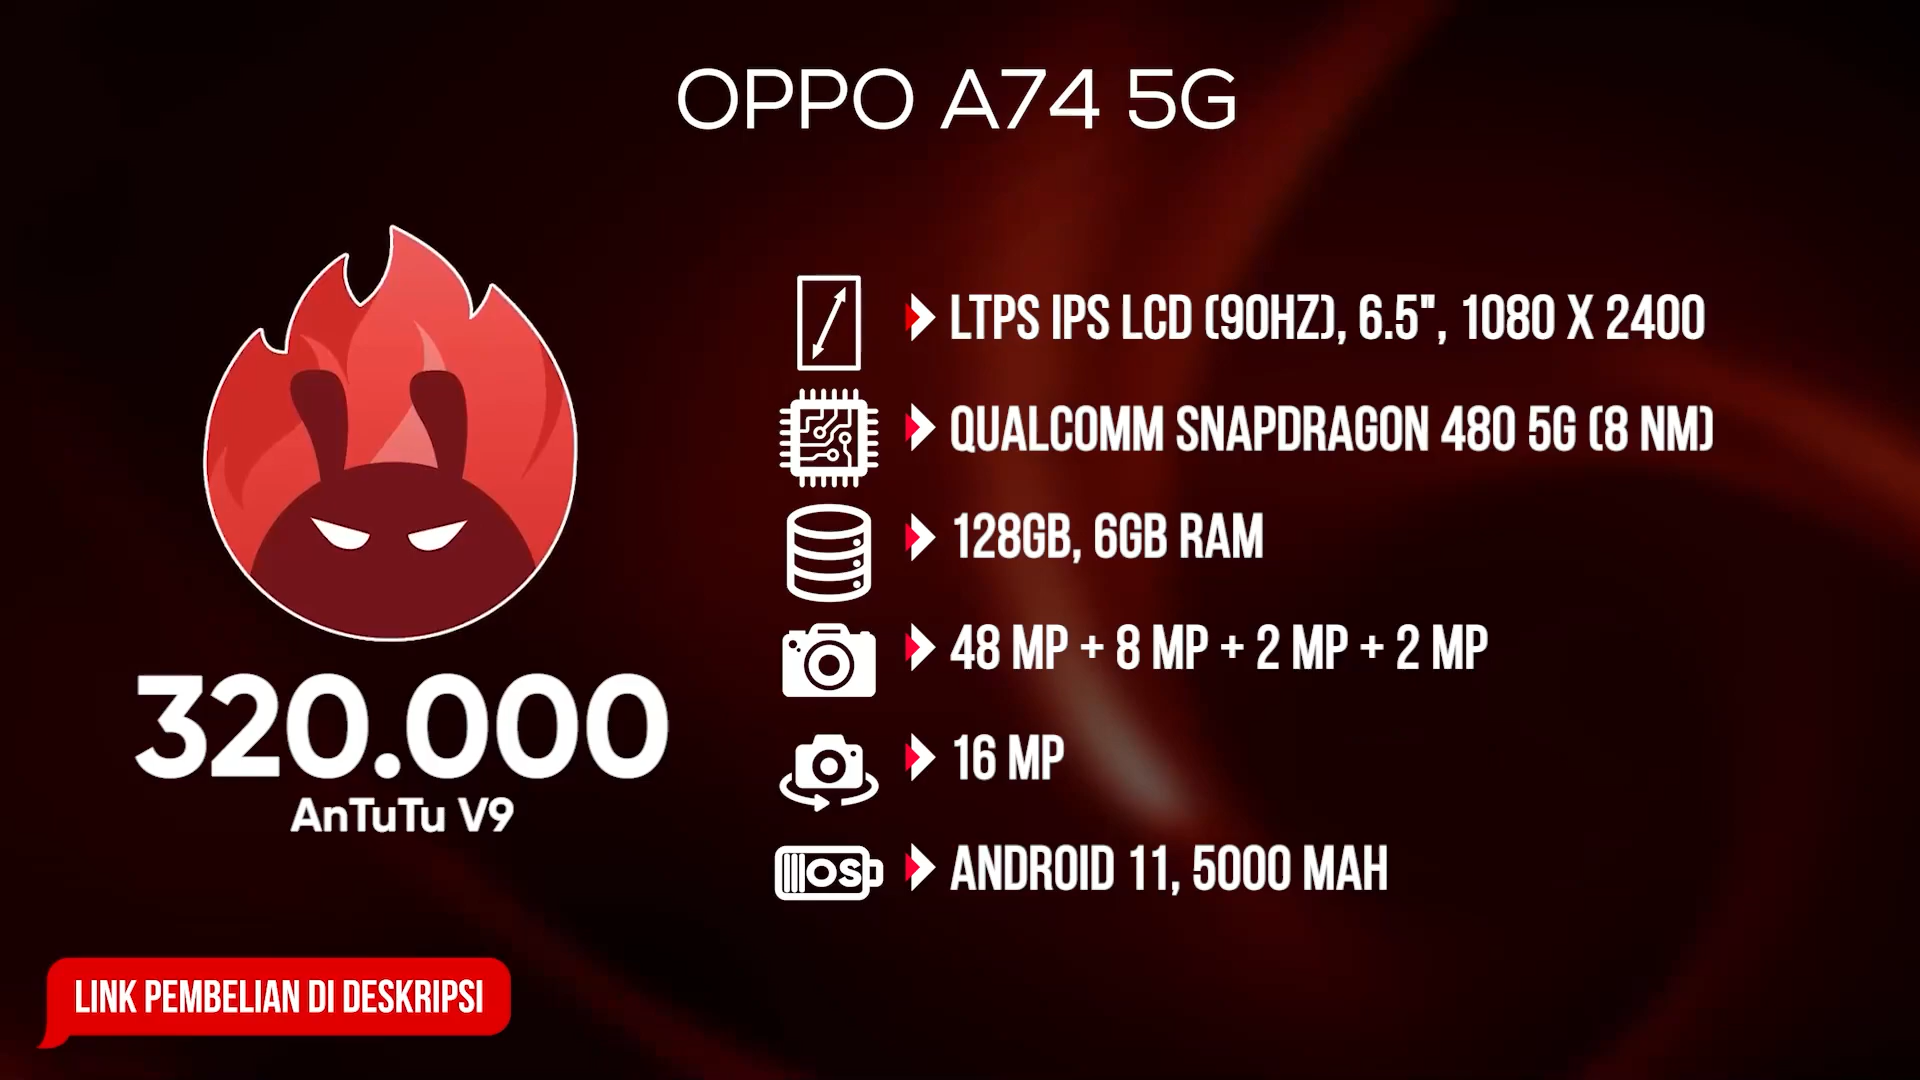 OPPO A74 5G
LTPS IPS LCD (90HZ), 6.5", 1080 X 2400
QUALCOMM SNAPDRAGON 480 5G (8 NM)
128GB, 6GB RAM
48 MP + 8 MP + 2 MP + 2 MP
16 MP
OS
ANDROID 11, 5000 MAH
320.000
AnTuTu V9
LINK PEMBELIAN DI DESKRIPSI